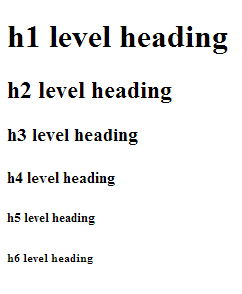 h1 level heading
h2 level heading
h3 level heading
h4 level heading
h5 level heading
h6 level heading